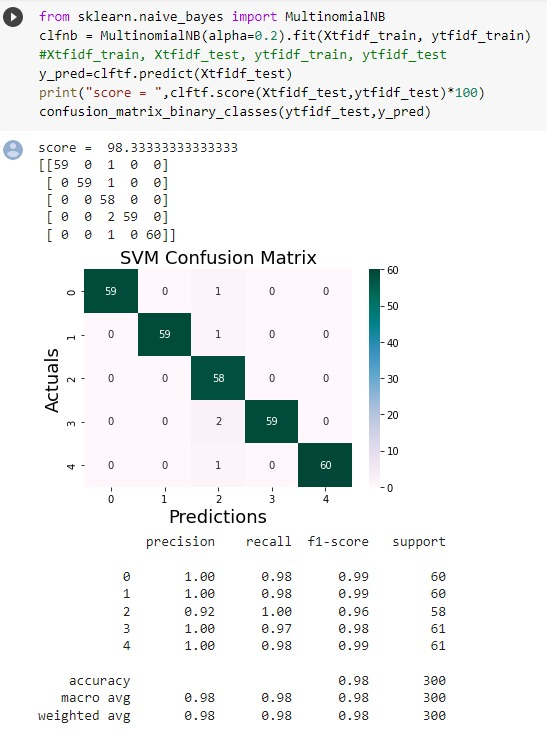 from sklearn.naive_bayes import MultinomialNB
clfnb = MultinomialNB(alpha=0.2).fit(Xtfidf_train, ytfidf_train)
#Xtfidf_train, Xtfidf_test, ytfidf_train, ytfidf_test
y_pred=clftf.predict(Xtfidf_test)
print("score = ",clftf.score(Xtfidf_test,ytfidf_test)*100)
confusion_matrix_binary_classes(ytfidf_test,y_pred)
score =  98.33333333333333
[[59  0  1  0  0]
 [ 0 59  1  0  0]
 [ 0  0 58  0  0]
 [ 0  0  2 59  0]
 [ 0  0  1  0 60]]
SVM Confusion Matrix
0 59 0 1 0 0
1 0 59 1 0 0
2 0 0 58 0 0
3 0 0 2 59 0
4 0 0 1 0 60
0 1 2 3 4
Actuals
Predictions
60
50
40
30
20
10
0
precision recall f1-score support
0 1.00 0.98 0.99 60
1 1.00 0.98 0.99 60
2 0.92 1.00 0.96 58
3 1.00 0.97 0.98 61
4 1.00 0.98 0.99 61
accuracy 0.98 300
macro avg 0.98 0.98 0.98 300
weighted avg 0.98 0.98 0.98 300